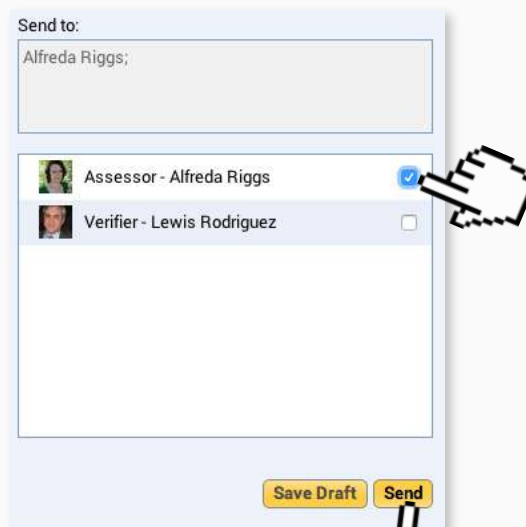 Send to:
Alfreda Riggs;
Assessor - Alfreda Riggs
Verifier - Lewis Rodriguez
Save Draft Send